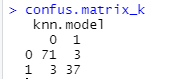 > confus.matrix_k
knn.model
0 1
0 71 3
1 3 37